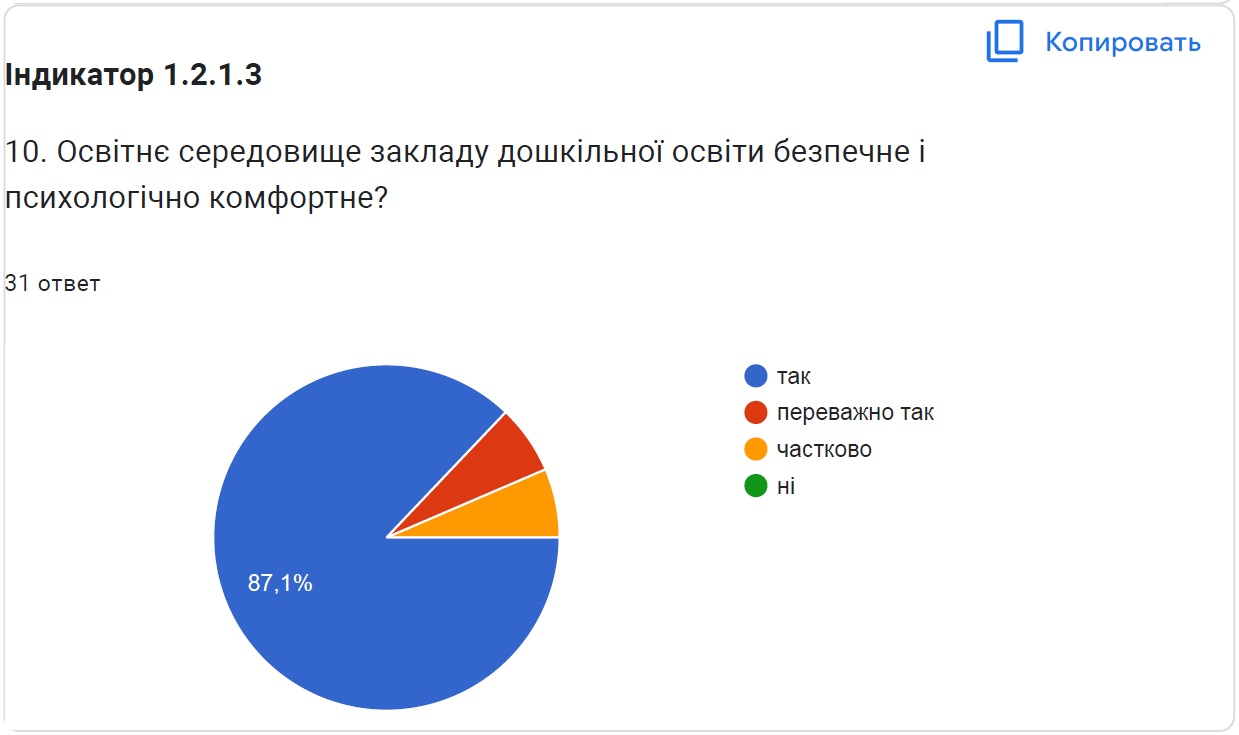 Копировать
Індикатор 1.2.1.3
10. Освітнє середовище закладу дошкільної освіти безпечне і
психологічно комфортне?
31 ответ
так
переважно так
частково
ні
87,1%